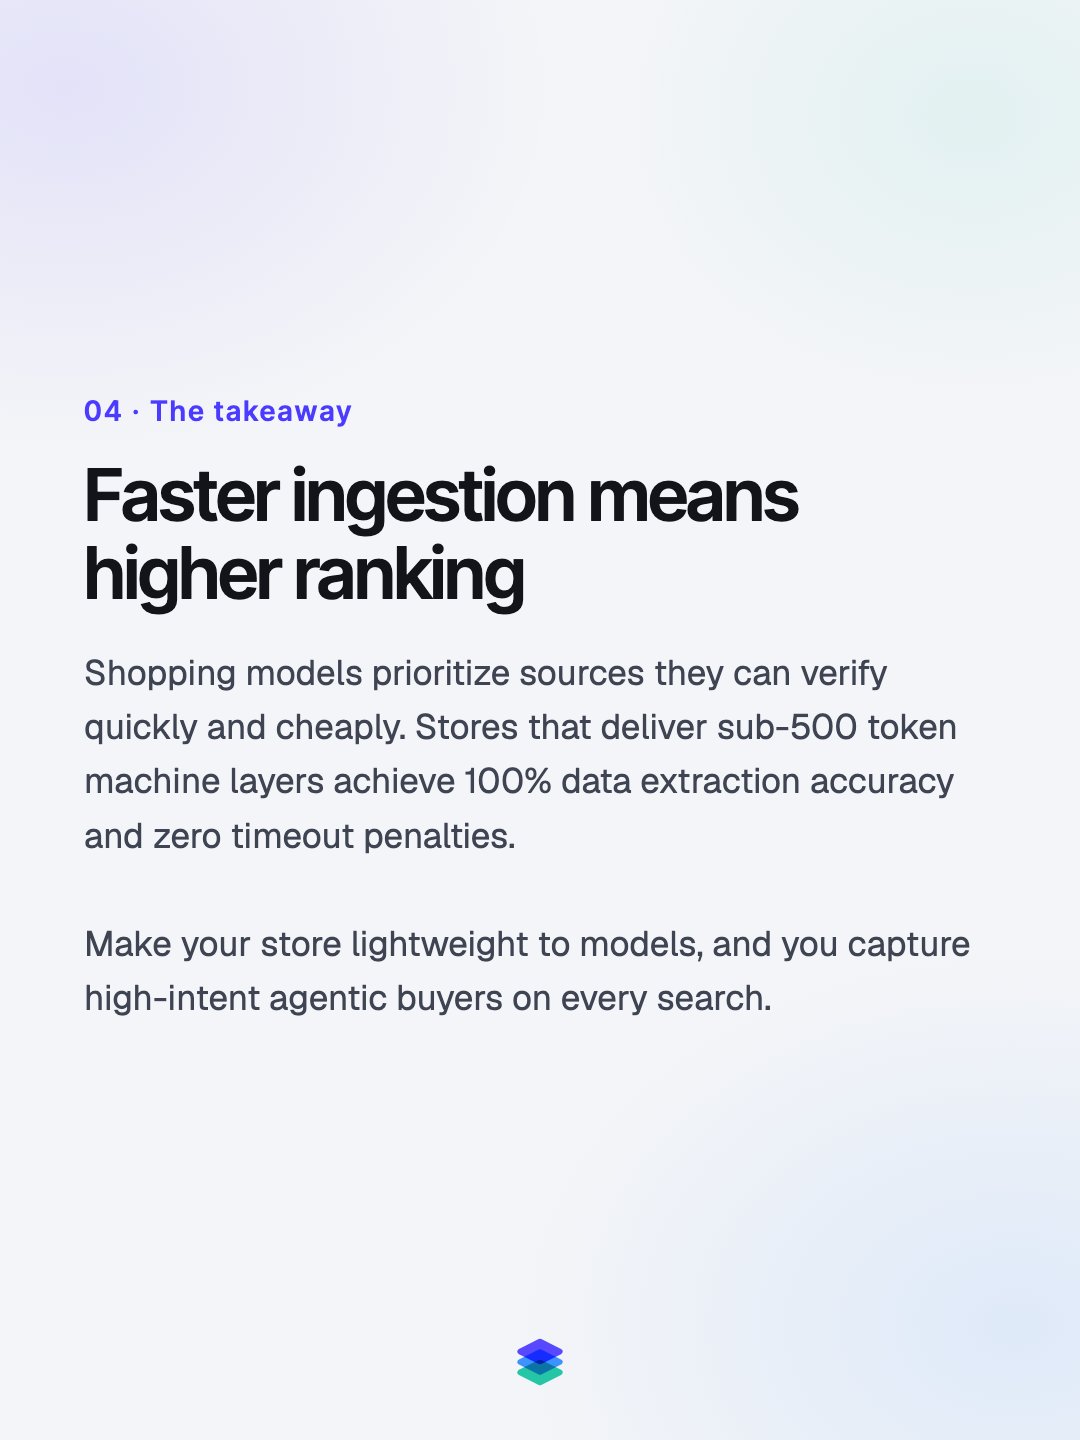 04 · The takeaway
Faster ingestion means
higher ranking
Shopping models prioritize sources they can verify
quickly and cheaply. Stores that deliver sub-500 token
machine layers achieve 100% data extraction accuracy
and zero timeout penalties.
Make your store lightweight to models, and you capture
high-intent agentic buyers on every search.